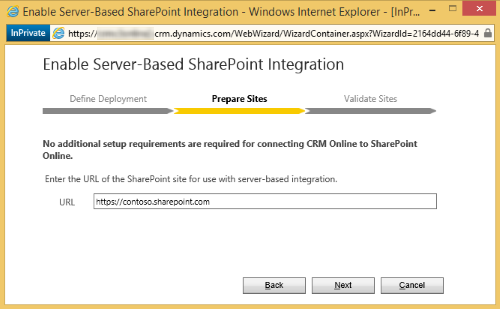 Enable Server-Based SharePoint Integration - Windows Internet Explorer - [InPr...
InPrivate https:// .crm.dynamics.com/WebWizard/WizardContainer.aspx?WizardId=2164dd44-6f89-4
Enable Server-Based SharePoint Integration
Define Deployment Prepare Sites Validate Sites
No additional setup requirements are required for connecting CRM Online to SharePoint
Online.
Enter the URL of the SharePoint site for use with server-based integration.
URL https://contoso.sharepoint.com
Back Next Cancel